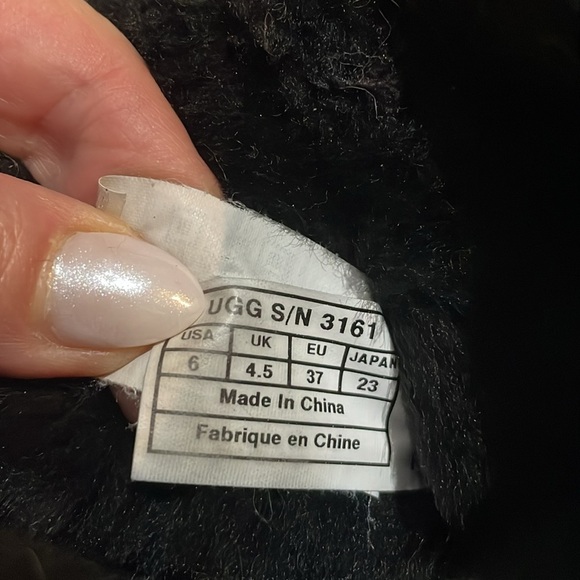 UGG S/N 3161
USA UK EU JAPAN
6 4.5 37 23
Made In China
Fabrique en Chine